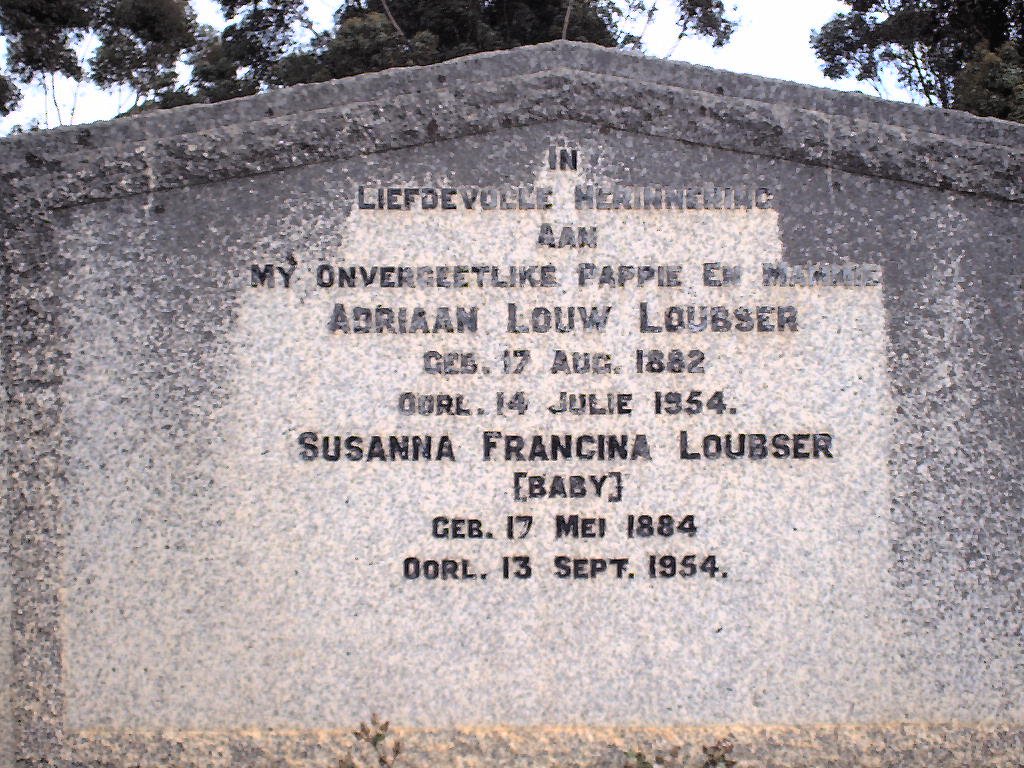 IN
LIEFDEVOLLE HERINNERING
AAN
MY ONVERGEETLIKE PAPPIE EN MAMMIE
ADRIAAN LOUW LOUBSER
GEB. 17 AUG. 1882
OORL. 14 JULIE 1954.
SUSANNA FRANCINA LOUBSER
[BABY]
GEB. 17 MEI 1884
OORL. 13 SEPT. 1954.